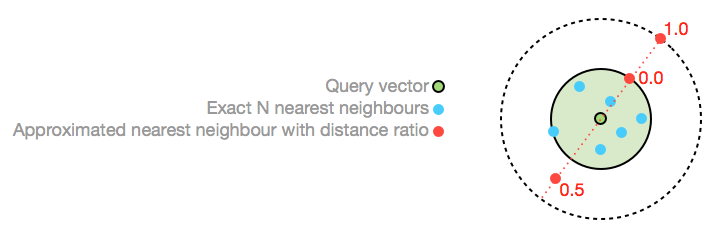 Query vector
Exact N nearest neighbours
Approximated nearest neighbour with distance ratio
1.0
0.0
0.5